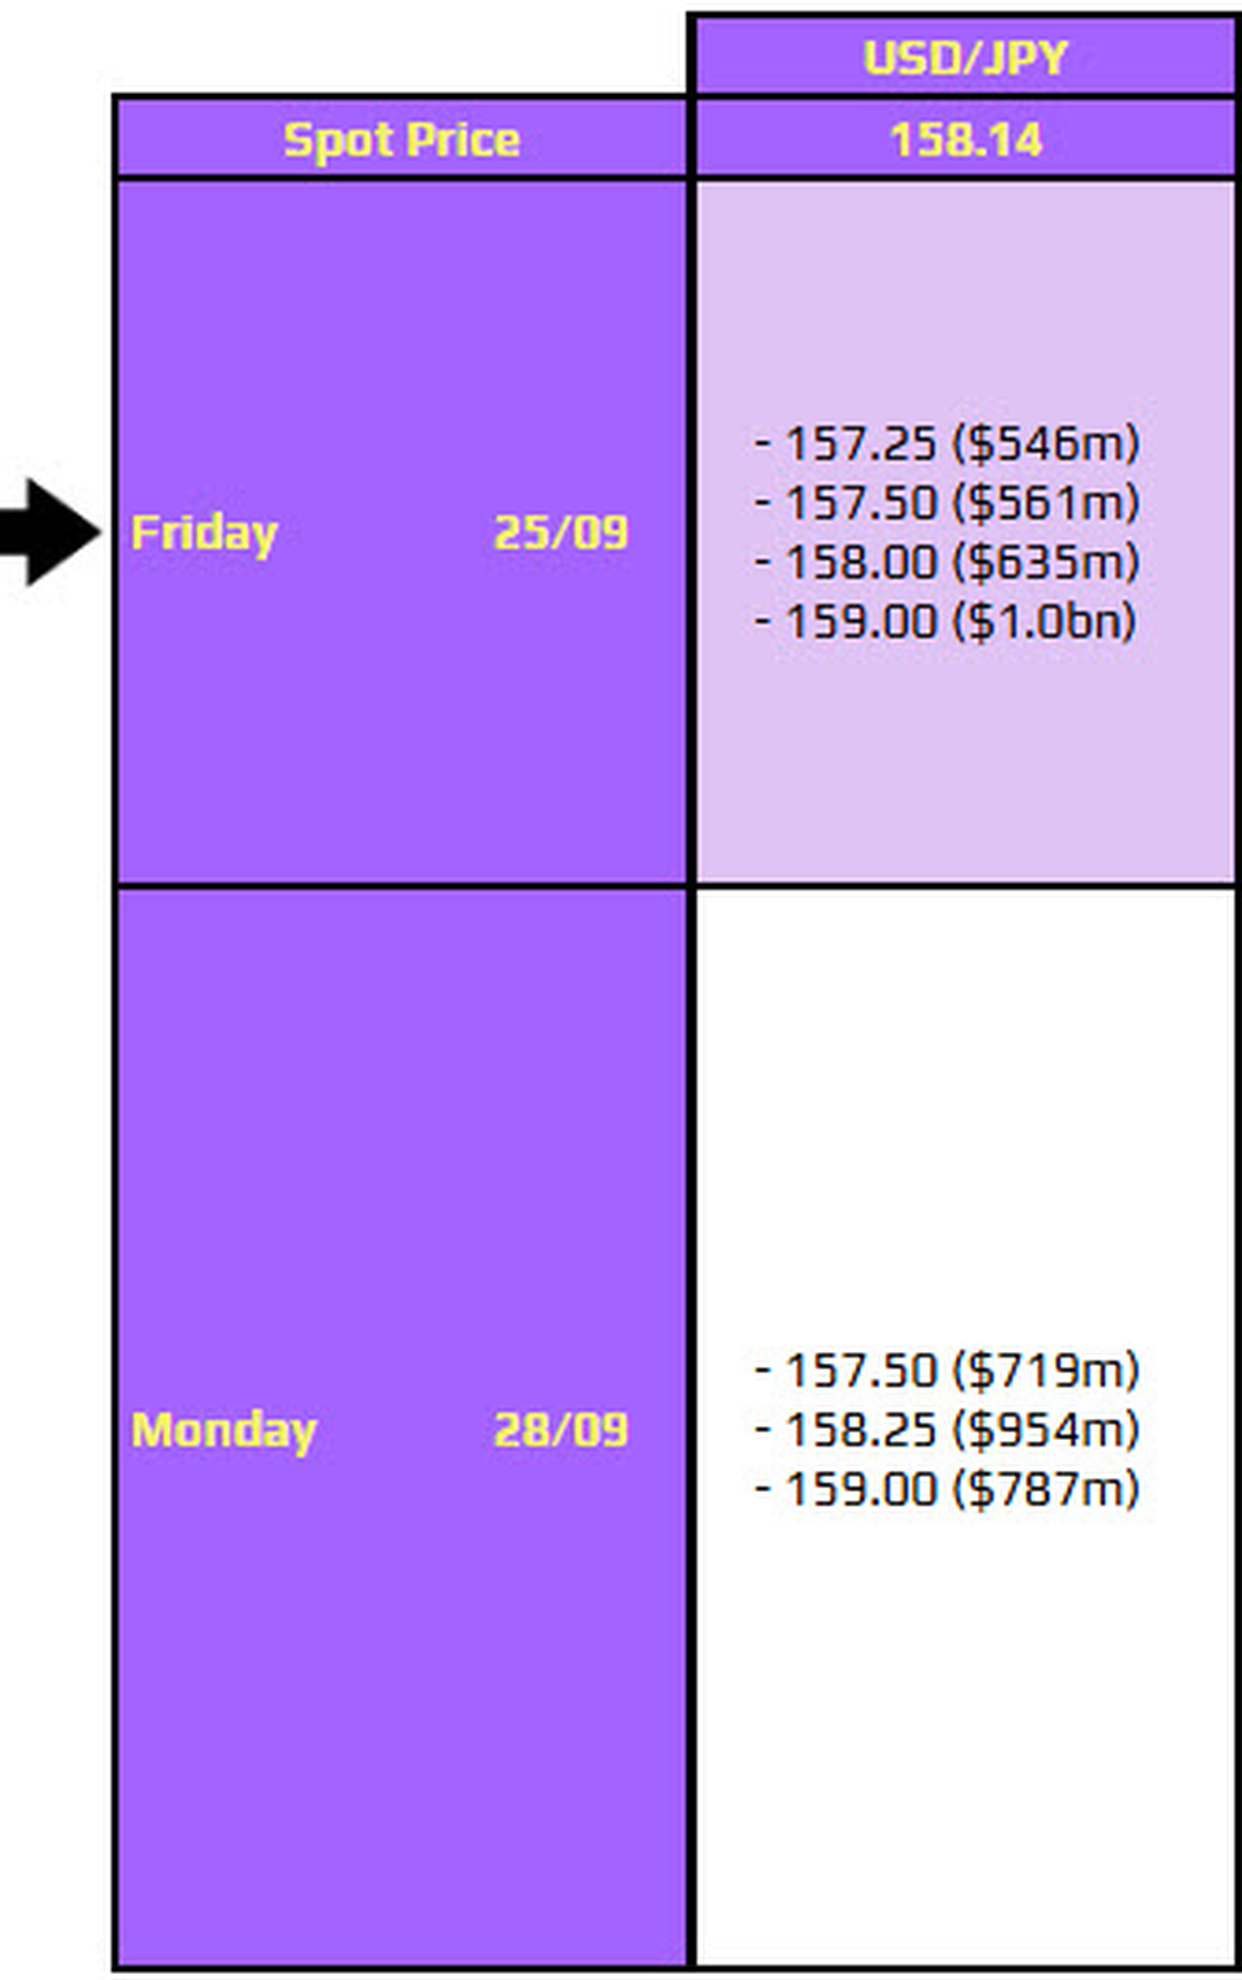 USD/JPY
Spot Price 158.14
Friday 25/09
- 157.25 ($546m)
- 157.50 ($561m)
- 158.00 ($635m)
- 159.00 ($1.0bn)
Monday 28/09
- 157.50 ($719m)
- 158.25 ($954m)
- 159.00 ($787m)